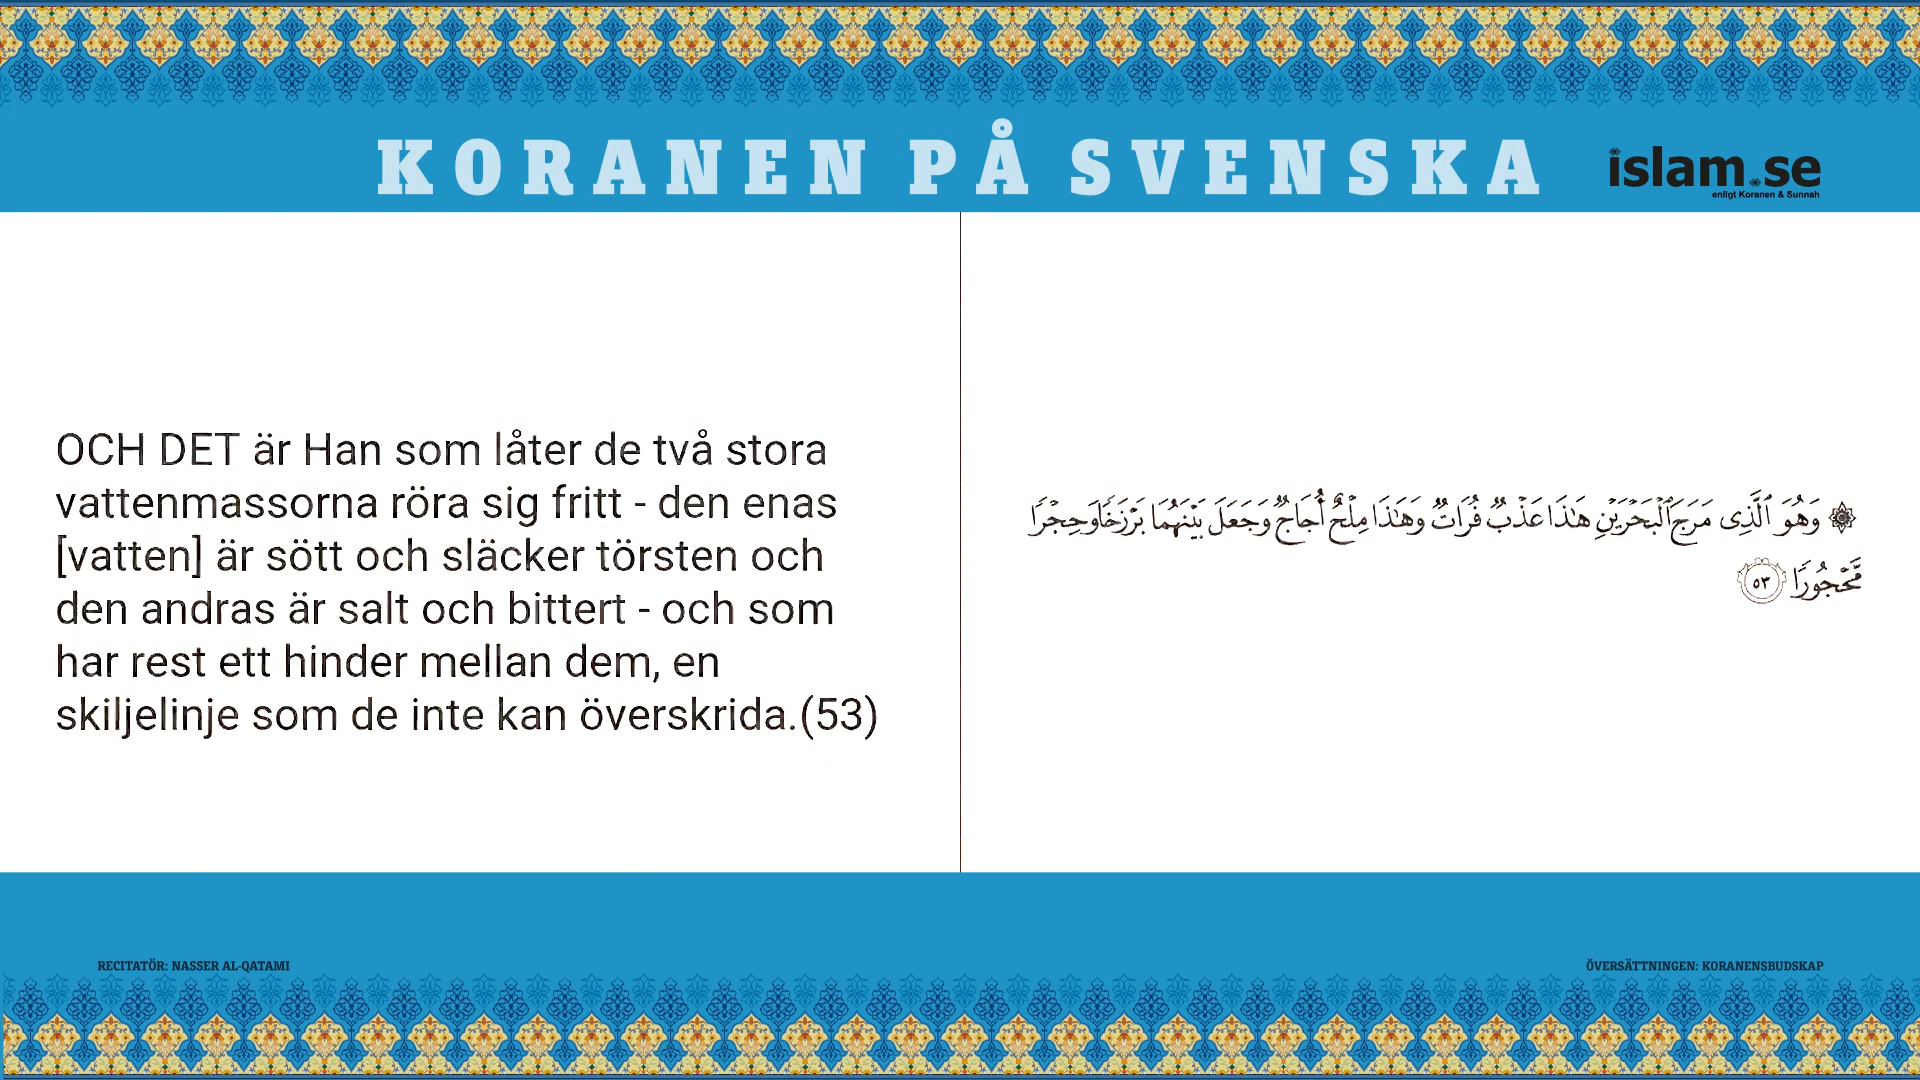 KORANEN PÅ SVENSKA
islam.se
enligt Koranen & Sunnah
OCH DET är Han som låter de två stora
vattenmassorna röra sig fritt - den enas
[vatten] är sött och släcker törsten och
den andras är salt och bittert - och som
har rest ett hinder mellan dem, en
skiljelinje som de inte kan överskrida.(53)
۞ وَهُوَ ٱلَّذِى مَرَجَ ٱلْبَحْرَيْنِ هَٰذَا عَذْبٌ فُرَاتٌ وَهَٰذَا مِلْحٌ أُجَاجٌ وَجَعَلَ بَيْنَهُمَا بَرْزَخًا وَحِجْرًا
مَّحْجُورًا ٥٣
RECITATÖR: NASSER AL-QATAMI
ÖVERSÄTTNINGEN: KORANENSBUDSKAP